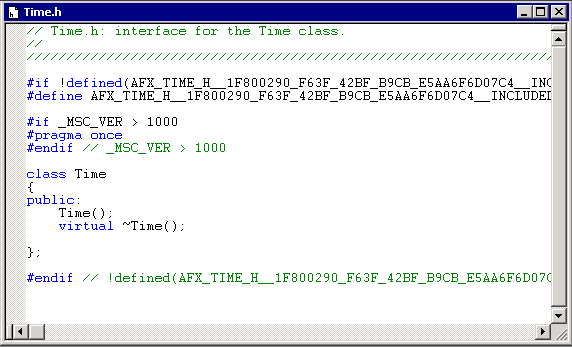 Time.h
// Time.h: interface for the Time class.
//
//////////////////////////////////////////////////////////////////////
#if !defined(AFX_TIME_H__1F800290_F63F_42BF_B9CB_E5AA6F6D07C4__INC
#define AFX_TIME_H__1F800290_F63F_42BF_B9CB_E5AA6F6D07C4__INCLUDED
#if _MSC_VER > 1000
#pragma once
#endif // _MSC_VER > 1000
class Time
{
public:
Time();
virtual ~Time();
};
#endif // !defined(AFX_TIME_H__1F800290_F63F_42BF_B9CB_E5AA6F6D07C